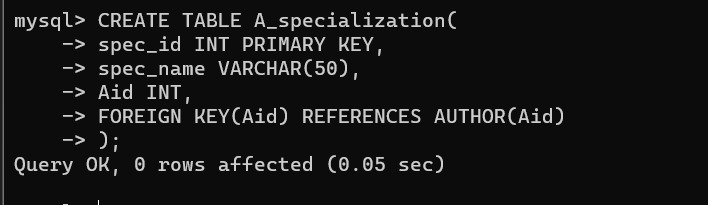 mysql> CREATE TABLE A_specialization(
    -> spec_id INT PRIMARY KEY,
    -> spec_name VARCHAR(50),
    -> Aid INT,
    -> FOREIGN KEY(Aid) REFERENCES AUTHOR(Aid)
    -> );
Query OK, 0 rows affected (0.05 sec)